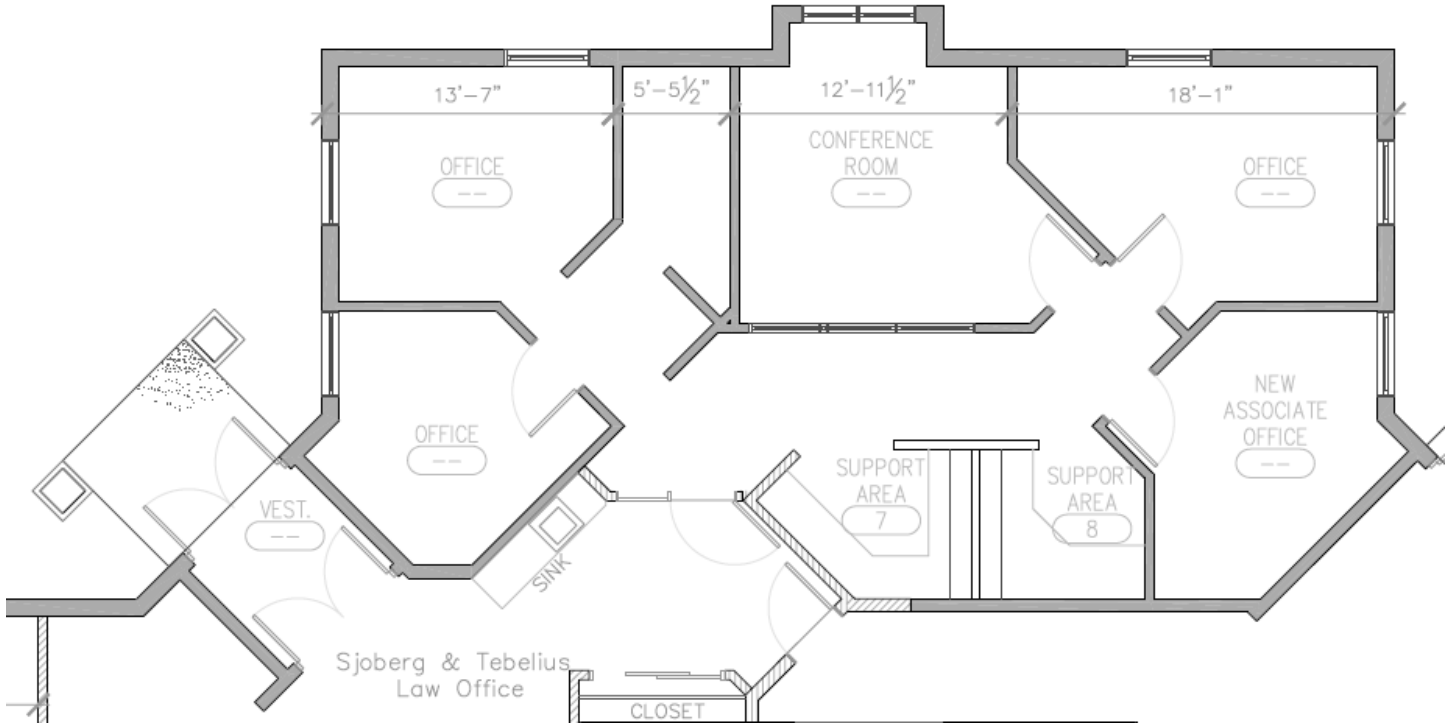 13'-7"
5'-5½"
12'-11½"
18'-1"
CONFERENCE
ROOM
--
OFFICE
--
OFFICE
--
OFFICE
--
NEW
ASSOCIATE
OFFICE
--
SUPPORT
AREA
7
SUPPORT
AREA
8
VEST.
--
SINK
Sjoberg & Tebelius
Law Office
CLOSET